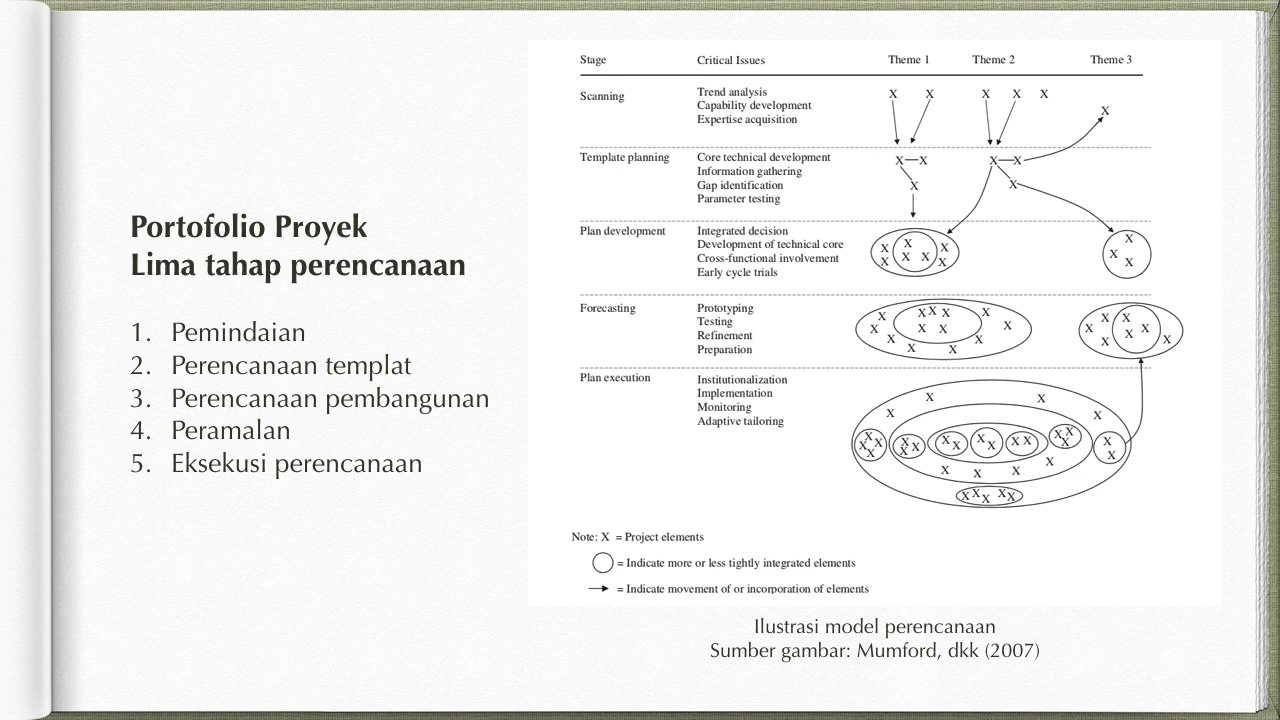 Portofolio Proyek
Lima tahap perencanaan
1. Pemindaian
2. Perencanaan templat
3. Perencanaan pembangunan
4. Peramalan
5. Eksekusi perencanaan
Stage Critical Issues Theme 1 Theme 2 Theme 3
Scanning
Trend analysis
Capability development
Expertise acquisition
X X X X X X
Template planning
Core technical development
Information gathering
Gap identification
Parameter testing
X X X X
X X
Plan development
Integrated decision
Development of technical core
Cross-functional involvement
Early cycle trials
X X X X X X X
X X X
Forecasting
Prototyping
Testing
Refinement
Preparation
X X X X X X X X X X X X
X X X X X X X
Plan execution
Institutionalization
Implementation
Monitoring
Adaptive tailoring
X X X X
X X X X X X X X X X X X X X X X X X
X X X X
X X X X X
Note: X = Project elements
= Indicate more or less tightly integrated elements
= Indicate movement of or incorporation of elements
Ilustrasi model perencanaan
Sumber gambar: Mumford, dkk (2007)